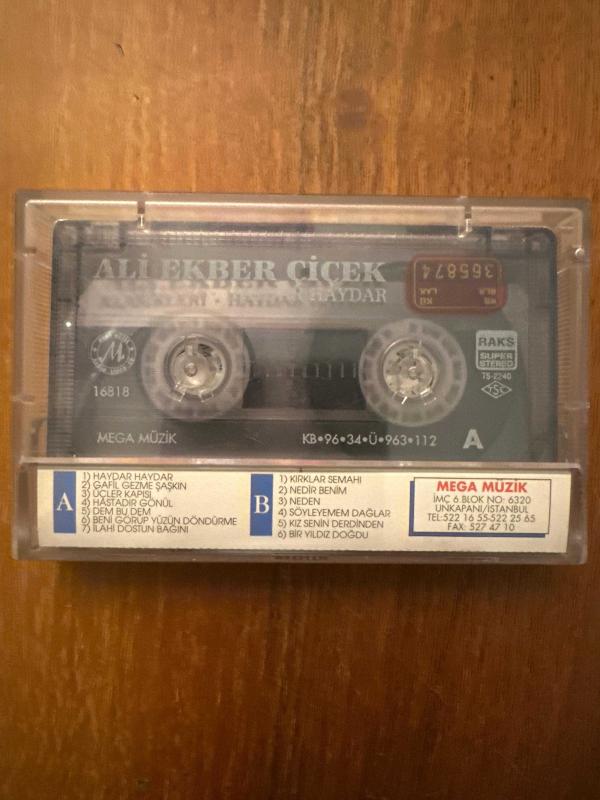 ALİ EKBER ÇİÇEK
HAYDAR HAYDAR
365874
RAKS
SUPER
STEREO
TS-2240
TSE
M
16818
MEGA MÜZİK
KB•96•34•Ü•963•112
A
A
1) HAYDAR HAYDAR
2) GAFİL GEZME ŞAŞKIN
3) ÜÇLER KAPISI
4) HASTADIR GÖNÜL
5) DEM BU DEM
6) BENİ GÖRÜP YÜZÜN DÖNDÜRME
7) İLAHİ DOSTUN BAĞINI
B
1) KIRKLAR SEMAHI
2) NEDİR BENİM
3) NEDEN
4) SÖYLEYEMEM DAĞLAR
5) KIZ SENİN DERDİNDEN
6) BİR YILDIZ DOĞDU
MEGA MÜZİK
İMÇ 6.BLOK NO: 6320
UNKAPANI/İSTANBUL
TEL:522 16 55-522 25 65
FAX: 527 47 10